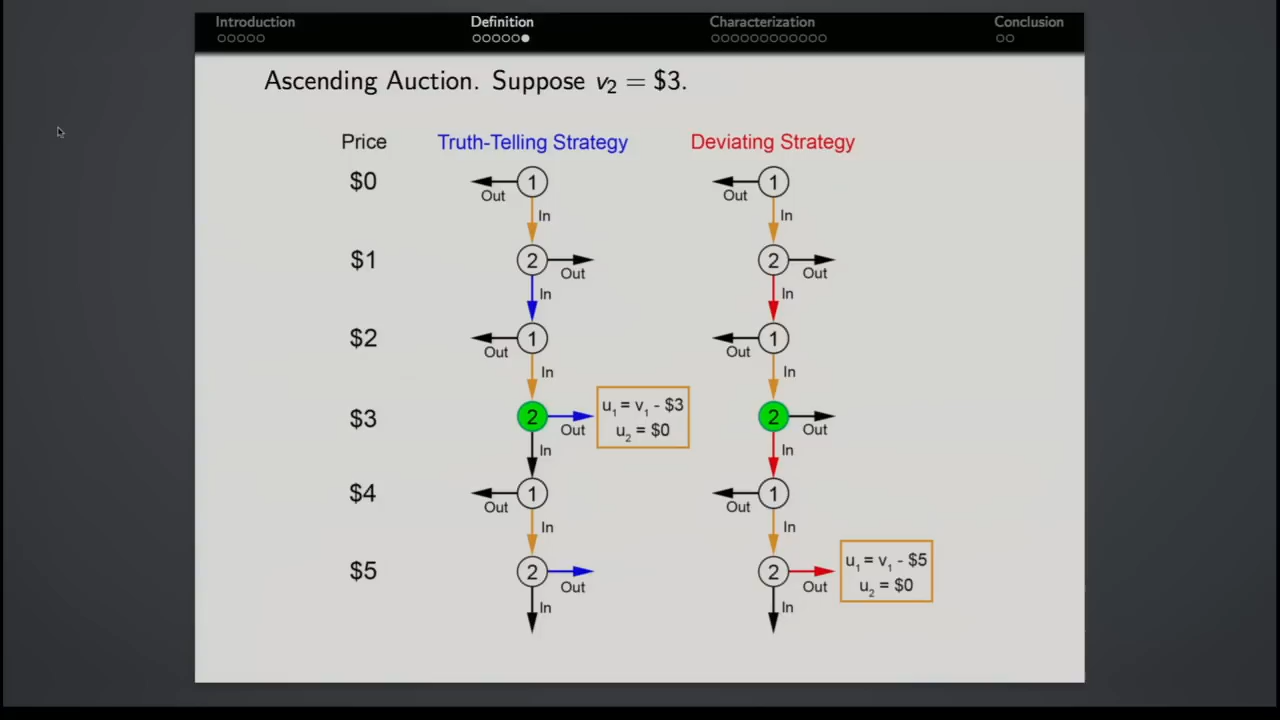 Introduction Definition Characterization Conclusion
Ascending Auction. Suppose v₂ = $3.
Price Truth-Telling Strategy Deviating Strategy
$0 1 1
Out Out
In In
$1 2 2
Out Out
In In
$2 1 1
Out Out
In In
$3 2 u₁ = v₁ - $3 2
Out u₂ = $0 Out
In In
$4 1 1
Out Out
In In
$5 2 2 u₁ = v₁ - $5
Out Out u₂ = $0
In In